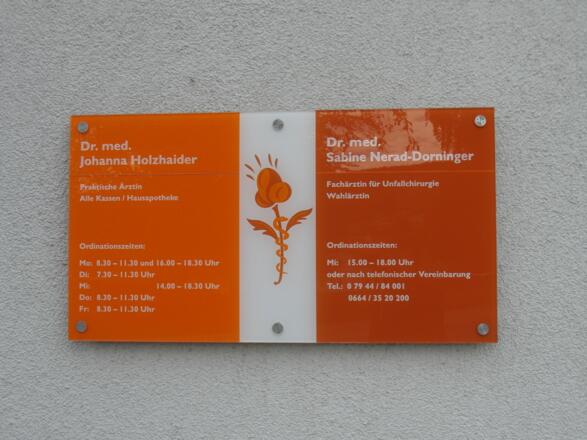 Dr. med.
Johanna Holzhaider
Praktische Ärztin
Alle Kassen / Hausapotheke
Ordinationszeiten:
Mo: 8.30 – 11.30 und 16.00 – 18.30 Uhr
Di: 7.30 – 11.30 Uhr
Mi: 14.00 – 18.30 Uhr
Do: 8.30 – 11.30 Uhr
Fr: 8.30 – 11.30 Uhr
Dr. med.
Sabine Nerad-Dorninger
Fachärztin für Unfallchirurgie
Wahlärztin
Ordinationszeiten:
Mi: 15.00 – 18.00 Uhr
oder nach telefonischer Vereinbarung
Tel.: 0 79 44 / 84 001
0664 / 35 20 200